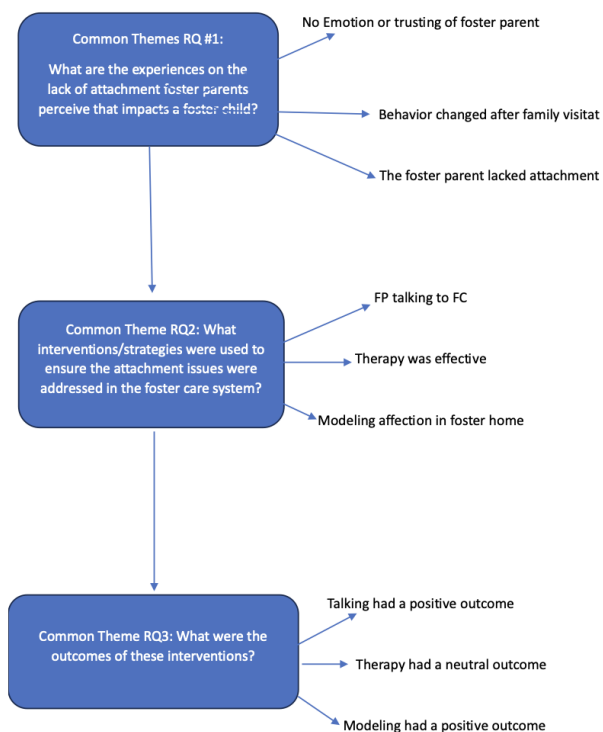 Common Themes RQ #1:
What are the experiences on the
lack of attachment foster parents
perceive that impacts a foster child?
No Emotion or trusting of foster parent
Behavior changed after family visitat
The foster parent lacked attachment
Common Theme RQ2: What
interventions/strategies were used to
ensure the attachment issues were
addressed in the foster care system?
FP talking to FC
Therapy was effective
Modeling affection in foster home
Common Theme RQ3: What were the
outcomes of these interventions?
Talking had a positive outcome
Therapy had a neutral outcome
Modeling had a positive outcome